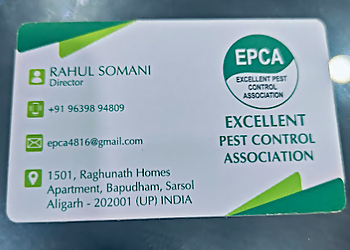 RAHUL SOMANI
Director
+91 96398 94809
epca4816@gmail.com
1501, Raghunath Homes
Apartment, Bapudham, Sarsol
Aligarh - 202001 (UP) INDIA
EPCA
EXCELLENT PEST
CONTROL
ASSOCIATION
EXCELLENT
PEST CONTROL
ASSOCIATION